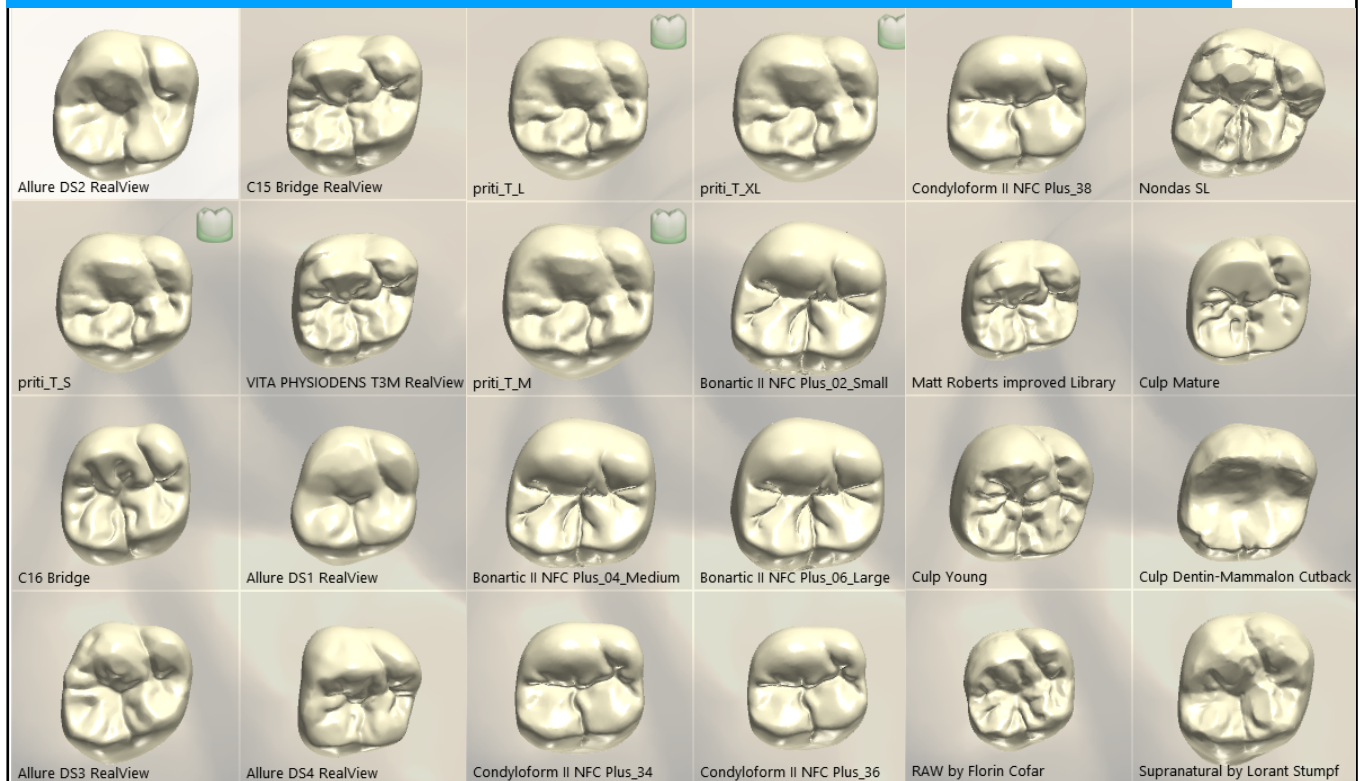 Allure DS2 RealView
C15 Bridge RealView
priti_T_L
priti_T_XL
Condyloform II NFC Plus_38
Nondas SL
priti_T_S
VITA PHYSIODENS T3M RealView
priti_T_M
Bonartic II NFC Plus_02_Small
Matt Roberts improved Library
Culp Mature
C16 Bridge
Allure DS1 RealView
Bonartic II NFC Plus_04_Medium
Bonartic II NFC Plus_06_Large
Culp Young
Culp Dentin-Mammalon Cutback
Allure DS3 RealView
Allure DS4 RealView
Condyloform II NFC Plus_34
Condyloform II NFC Plus_36
RAW by Florin Cofar
Supranatural by Lorant Stumpf